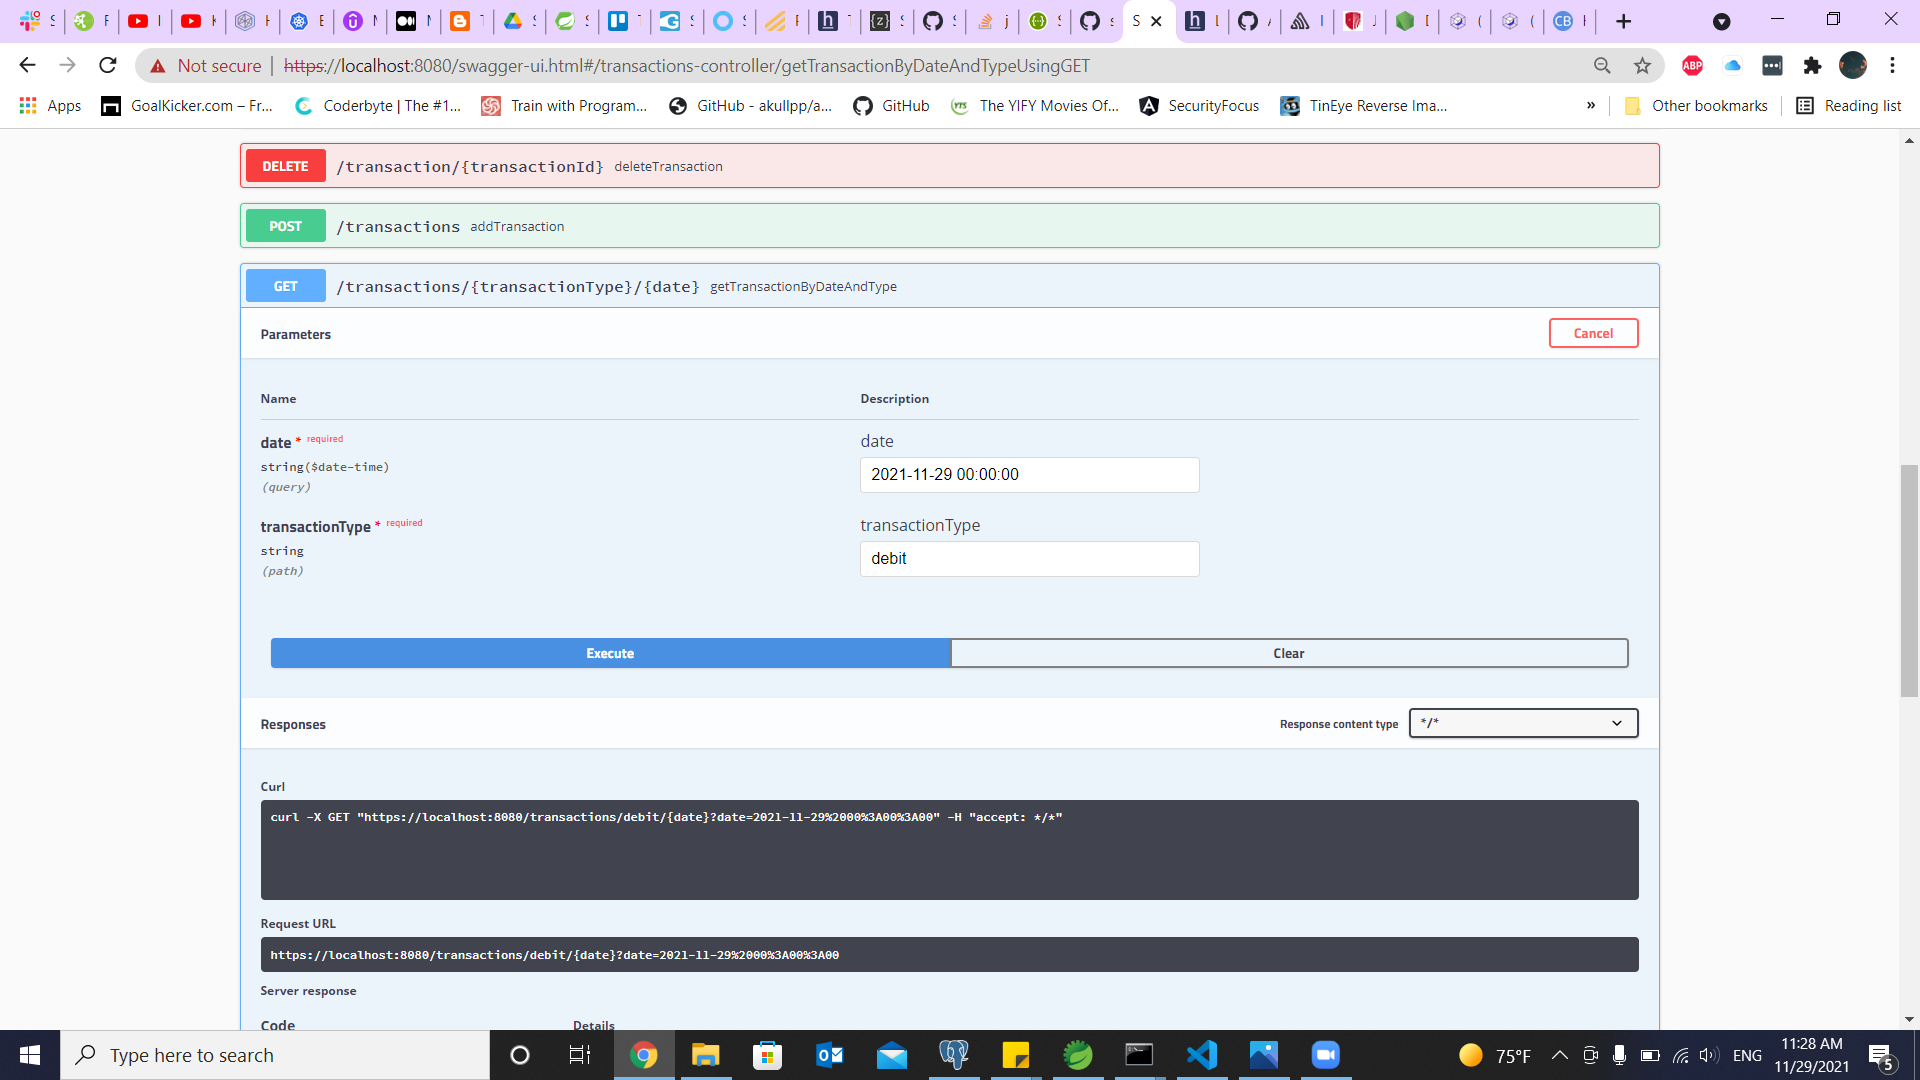 Not secure | https://localhost:8080/swagger-ui.html#/transactions-controller/getTransactionByDateAndTypeUsingGET
ABP
Apps GoalKicker.com – Fr... Coderbyte | The #1... Train with Program... GitHub - akullpp/a... GitHub The YIFY Movies Of... SecurityFocus TinEye Reverse Ima... » Other bookmarks Reading list
DELETE /transaction/{transactionId} deleteTransaction
POST /transactions addTransaction
GET /transactions/{transactionType}/{date} getTransactionByDateAndType
Parameters Cancel
Name Description
date * required date
string($date-time) 2021-11-29 00:00:00
(query)
transactionType * required transactionType
string debit
(path)
Execute Clear
Responses Response content type */*
Curl
curl -X GET "https://localhost:8080/transactions/debit/{date}?date=2021-11-29%2000%3A00%3A00" -H "accept: */*"
Request URL
https://localhost:8080/transactions/debit/{date}?date=2021-11-29%2000%3A00%3A00
Server response
Code Details
Type here to search 75°F ENG 11:28 AM
11/29/2021 5